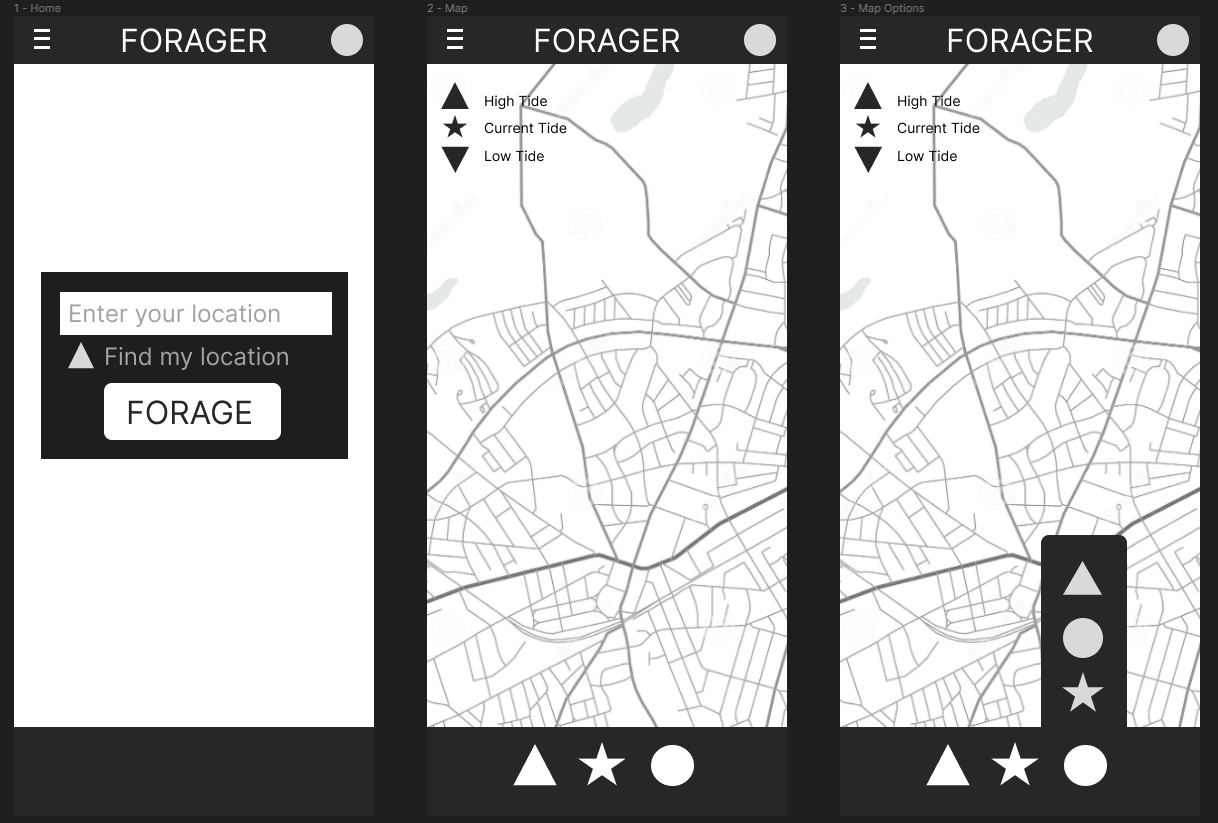 1 - Home
FORAGER
Enter your location
Find my location
FORAGE
2 - Map
FORAGER
High Tide
Current Tide
Low Tide
3 - Map Options
FORAGER
High Tide
Current Tide
Low Tide